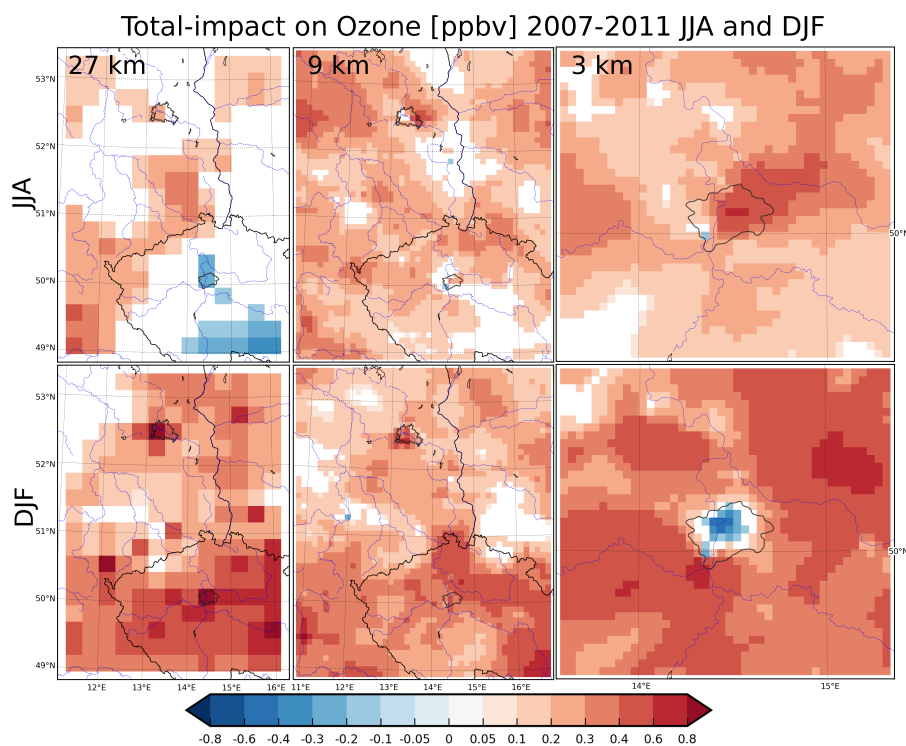 Total-impact on Ozone [ppbv] 2007-2011 JJA and DJF
27 km 9 km 3 km
JJA
53°N
52°N
51°N
50°N
49°N
50°N
DJF
53°N
52°N
51°N
50°N
49°N
50°N
12°E 13°E 14°E 15°E 16°E 11°E 12°E 13°E 14°E 15°E 16°E 14°E 15°E
-0.8 -0.6 -0.4 -0.3 -0.2 -0.1 -0.05 0 0.05 0.1 0.2 0.3 0.4 0.6 0.8